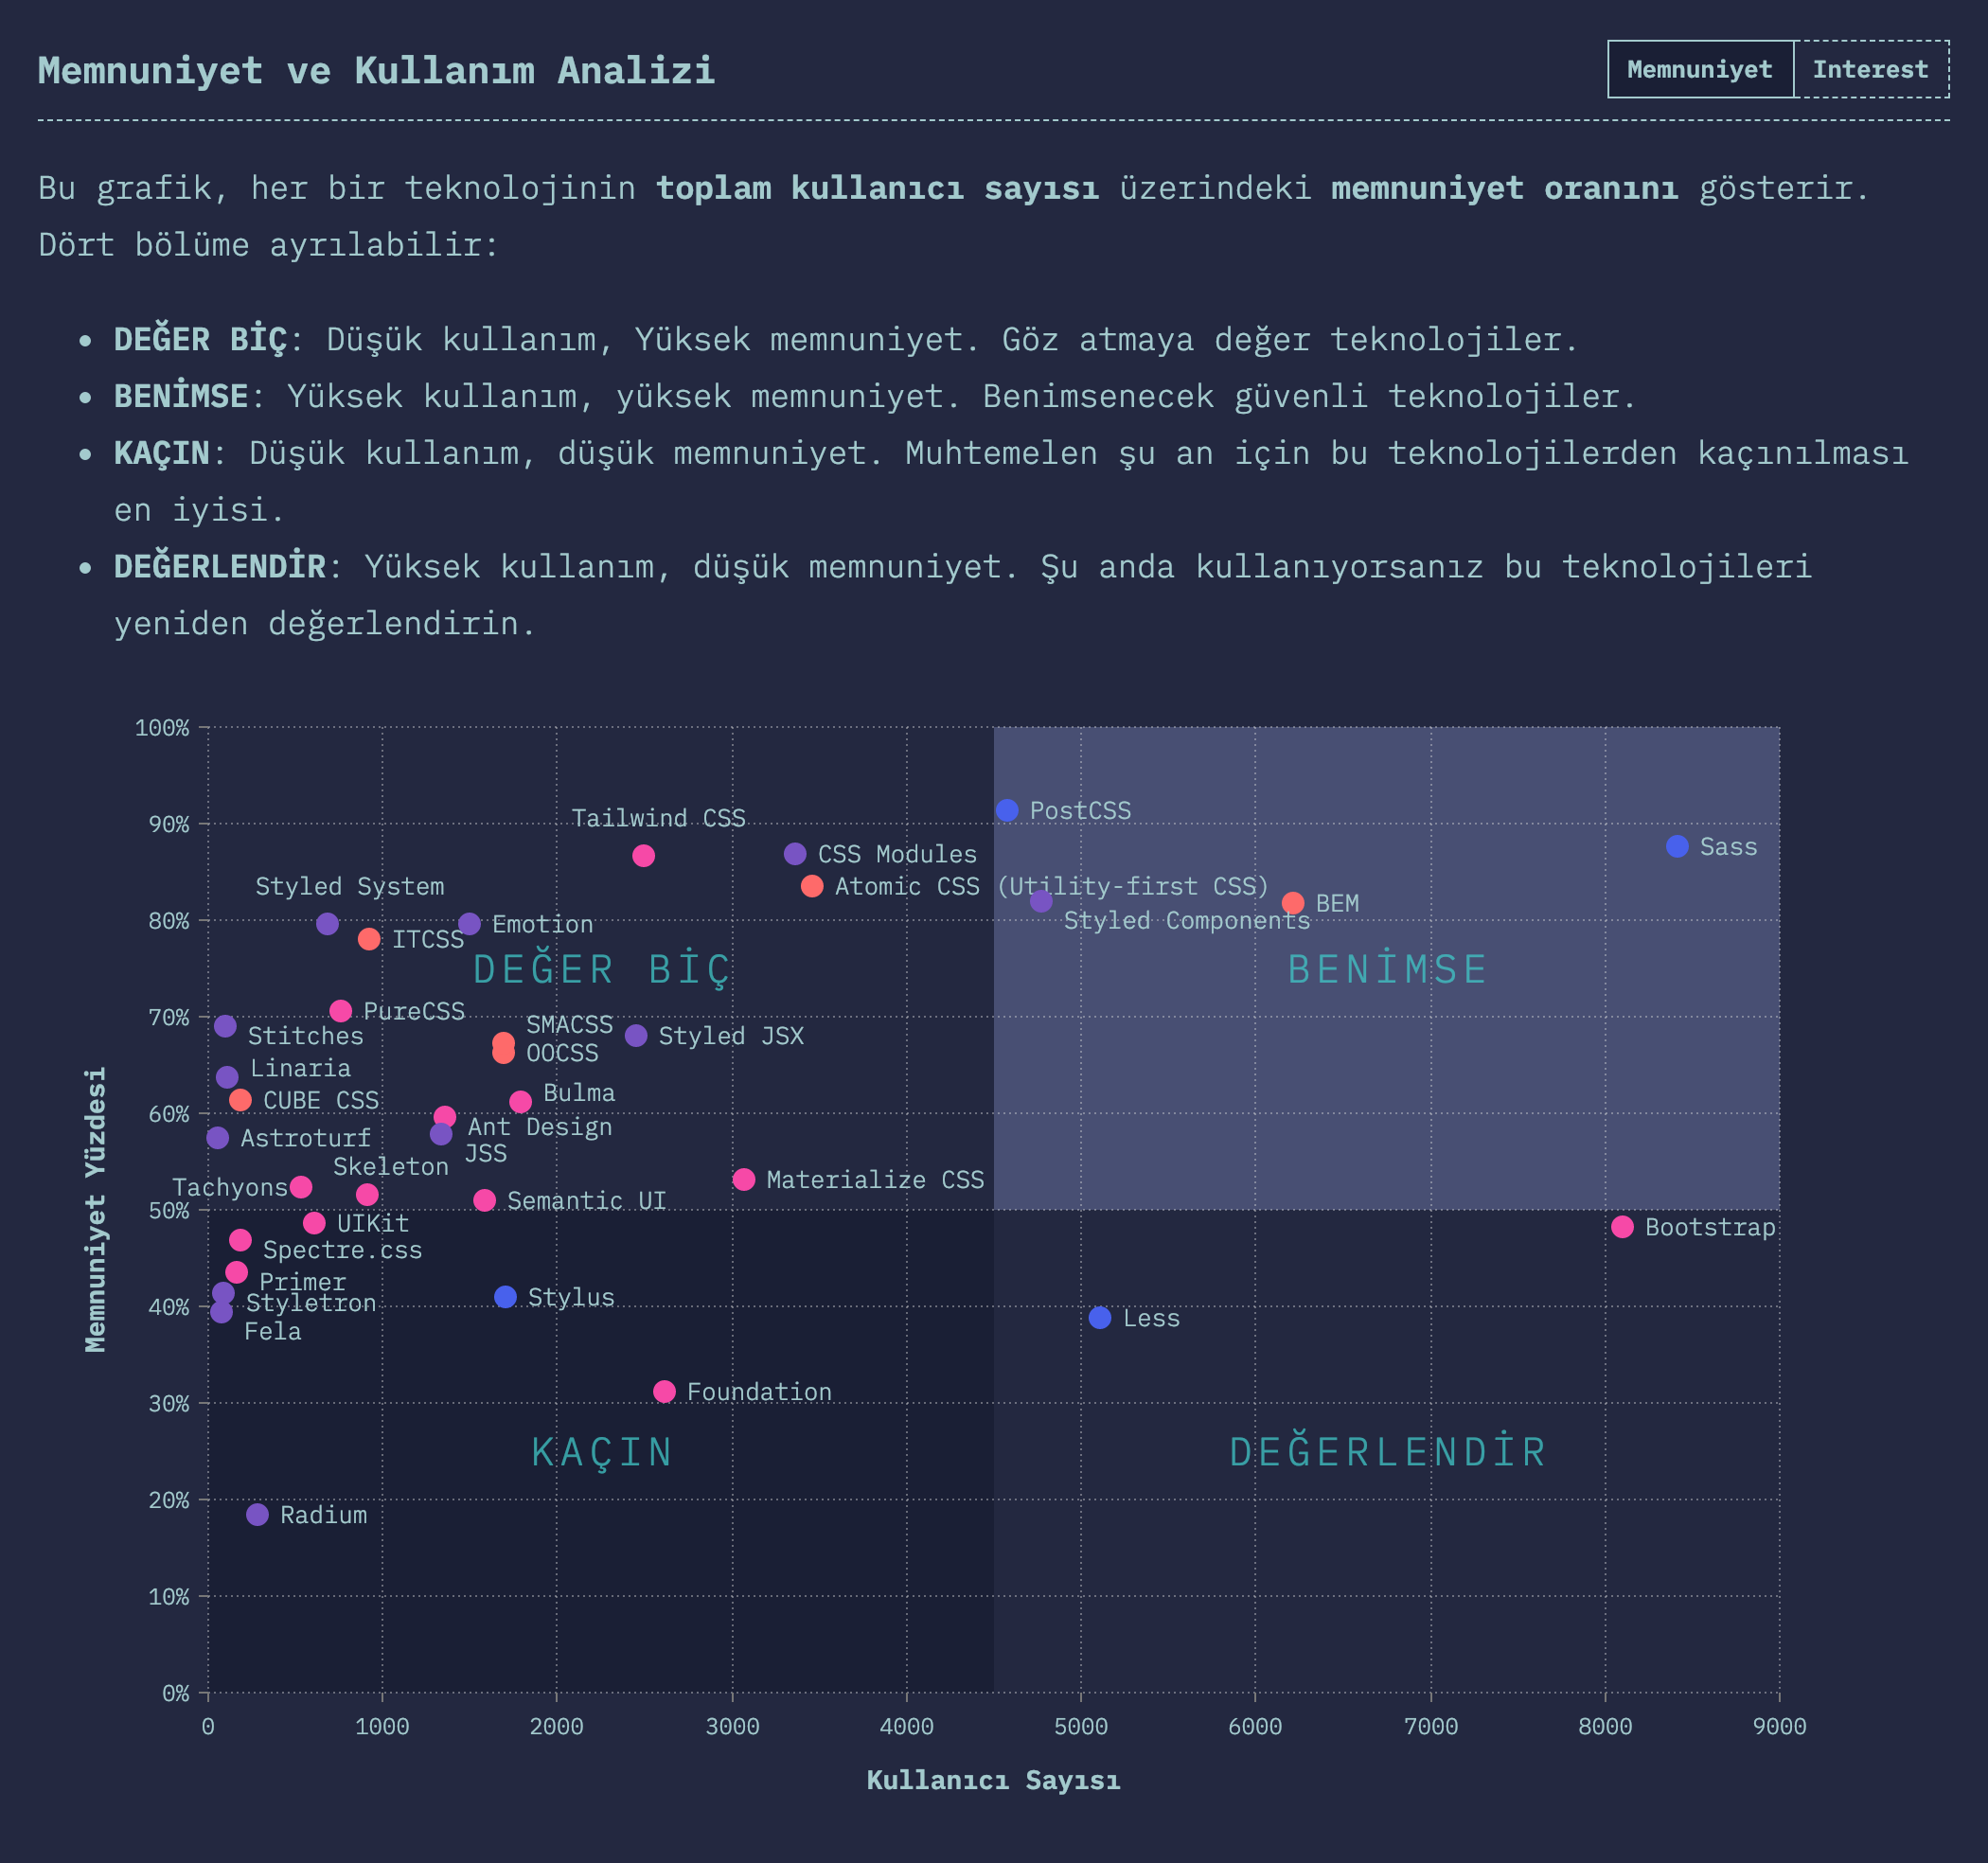 Memnuniyet ve Kullanım Analizi
Memnuniyet Interest
Bu grafik, her bir teknolojinin toplam kullanıcı sayısı üzerindeki memnuniyet oranını gösterir.
Dört bölüme ayrılabilir:
• DEĞER BİÇ: Düşük kullanım, Yüksek memnuniyet. Göz atmaya değer teknolojiler.
• BENİMSE: Yüksek kullanım, yüksek memnuniyet. Benimsenecek güvenli teknolojiler.
• KAÇIN: Düşük kullanım, düşük memnuniyet. Muhtemelen şu an için bu teknolojilerden kaçınılması
en iyisi.
• DEĞERLENDİR: Yüksek kullanım, düşük memnuniyet. Şu anda kullanıyorsanız bu teknolojileri
yeniden değerlendirin.
100%
90%
80%
70%
60%
50%
40%
30%
20%
10%
0%
Memnuniyet Yüzdesi
PostCSS
Tailwind CSS
Sass
CSS Modules
Styled System
Atomic CSS (Utility-first CSS)
BEM
Styled Components
Emotion
ITCSS
DEĞER BİÇ
BENİMSE
PureCSS
SMACSS
Stitches
Styled JSX
OOCSS
Linaria
Bulma
CUBE CSS
Ant Design
Astroturf
JSS
Skeleton
Materialize CSS
Tachyons
Semantic UI
UIKit
Bootstrap
Spectre.css
Primer
Stylus
Styletron
Less
Fela
Foundation
KAÇIN
DEĞERLENDİR
Radium
0 1000 2000 3000 4000 5000 6000 7000 8000 9000
Kullanıcı Sayısı